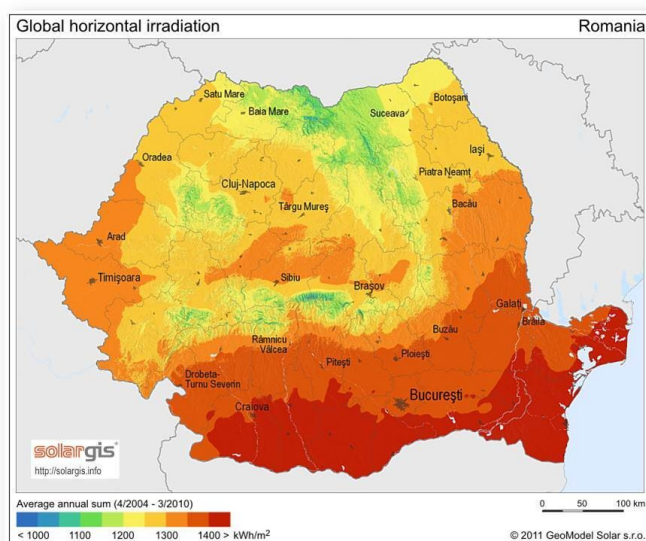 Global horizontal irradiation Romania
Satu Mare
Baia Mare
Botoşani
Suceava
Oradea
Iaşi
Cluj-Napoca
Piatra Neamţ
Târgu Mureş
Bacău
Arad
Timişoara
Sibiu
Braşov
Galaţi
Brăila
Râmnicu
Vâlcea
Buzău
Piteşti
Ploieşti
Drobeta-
Turnu Severin
Bucureşti
Craiova
solargis
http://solargis.info
Average annual sum (4/2004 - 3/2010)
< 1000 1100 1200 1300 1400 > kWh/m²
0 50 100 km
© 2011 GeoModel Solar s.r.o.